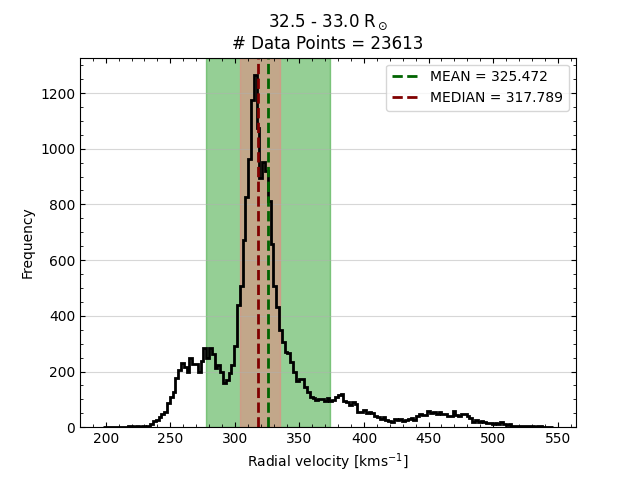 32.5 - 33.0 R⊙
# Data Points = 23613
MEAN = 325.472
MEDIAN = 317.789
1200
1000
800
600
400
200
0
Frequency
200 250 300 350 400 450 500 550
Radial velocity [kms⁻¹]